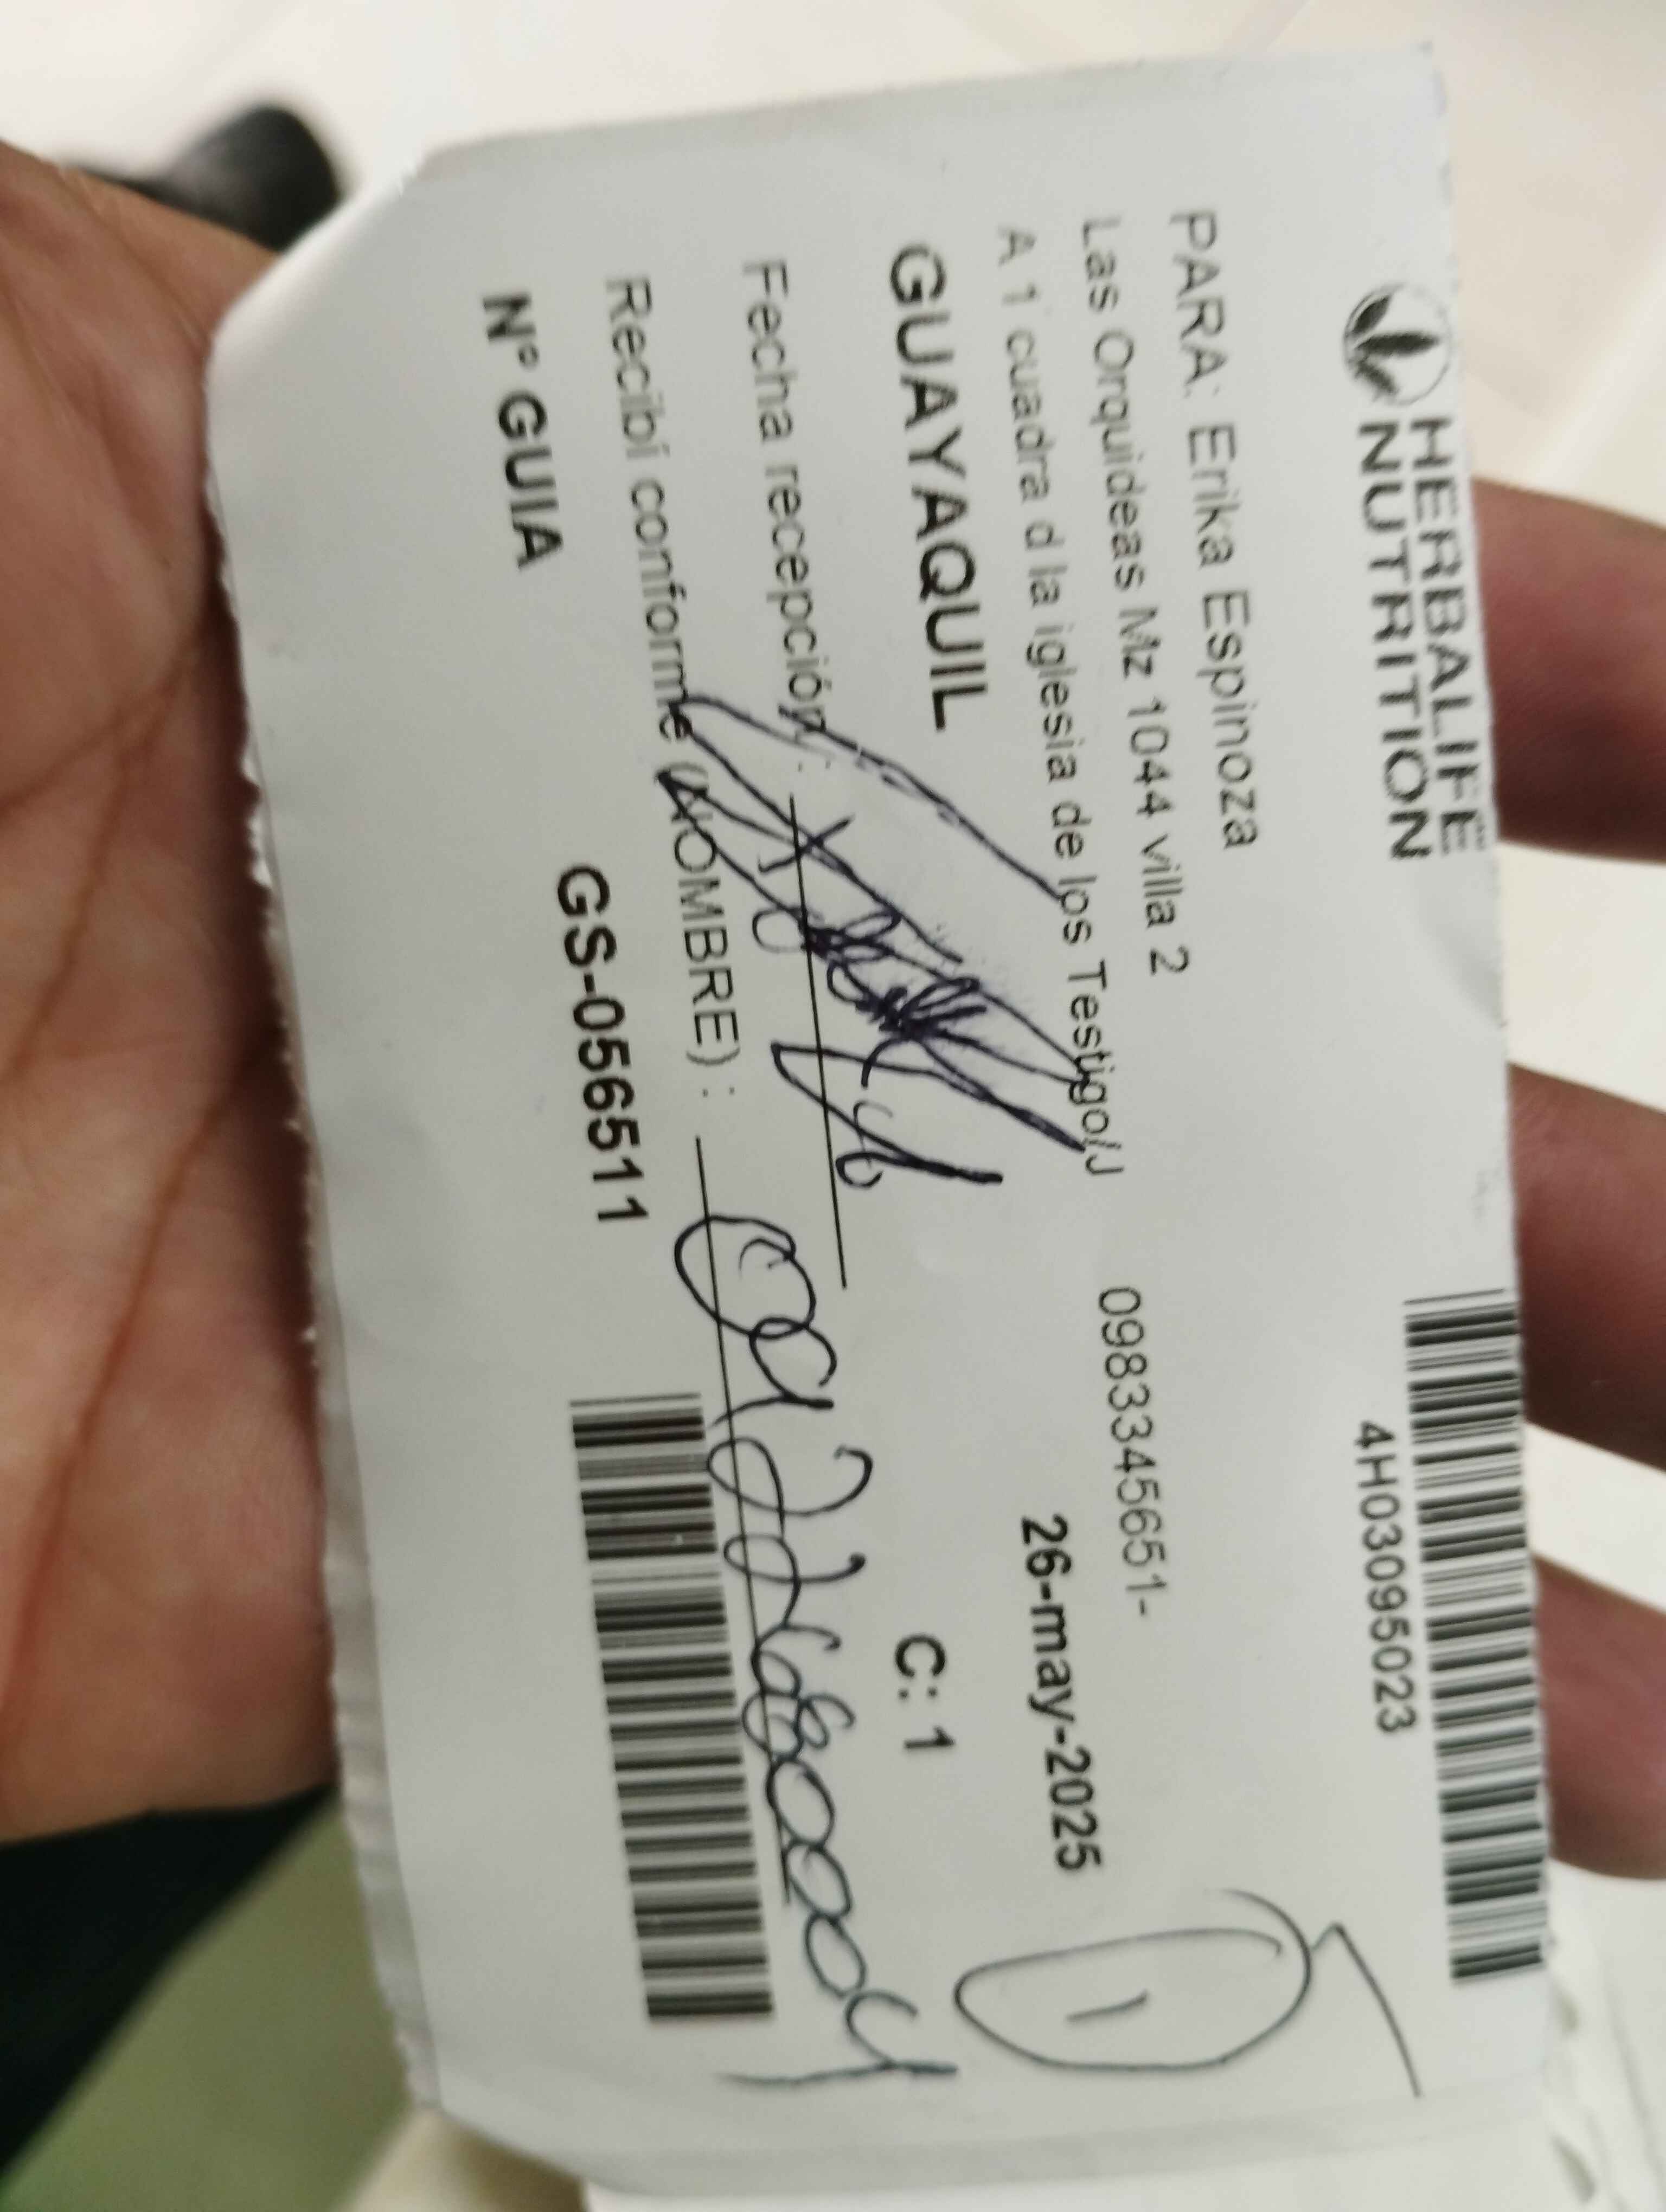 HERBALIFE
NUTRITION
4H03095023
PARA: Erika Espinoza
Las Orquideas Mz 1044 villa 2
0983345651-
A 1 cuadra d la iglesia de los Testigo/J
26-may-2025
GUAYAQUIL
C: 1
1
Fecha recepción:
Recibí conforme (NOMBRE) :
N° GUIA
GS-056511